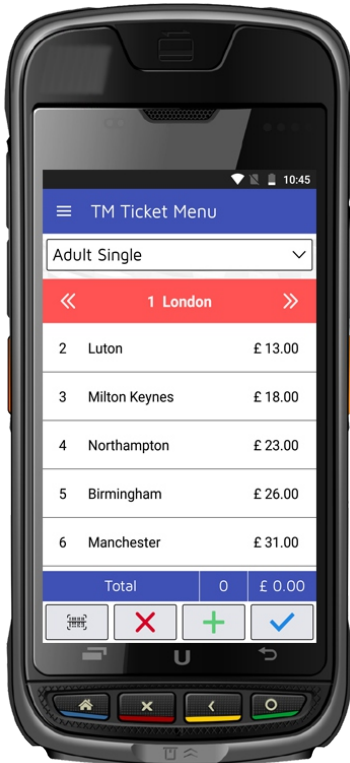 10:45
TM Ticket Menu
Adult Single
1 London
2 Luton £ 13.00
3 Milton Keynes £ 18.00
4 Northampton £ 23.00
5 Birmingham £ 26.00
6 Manchester £ 31.00
Total 0 £ 0.00